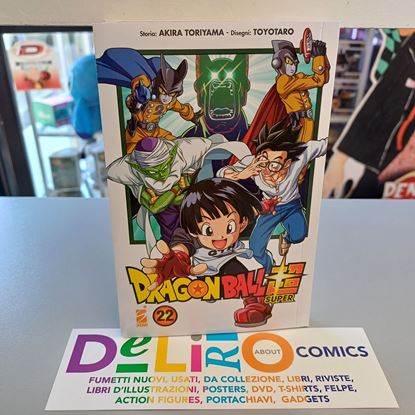 Storia: AKIRA TORIYAMA - Disegni: TOYOTARO
DRAGON BALL 超
SUPER
22
DeLiRiO ABOUT COMICS
FUMETTI NUOVI, USATI, DA COLLEZIONE, LIBRI, RIVISTE,
LIBRI D'ILLUSTRAZIONI, POSTERS, DVD, T-SHIRTS, FELPE,
ACTION FIGURES, PORTACHIAVI, GADGETS